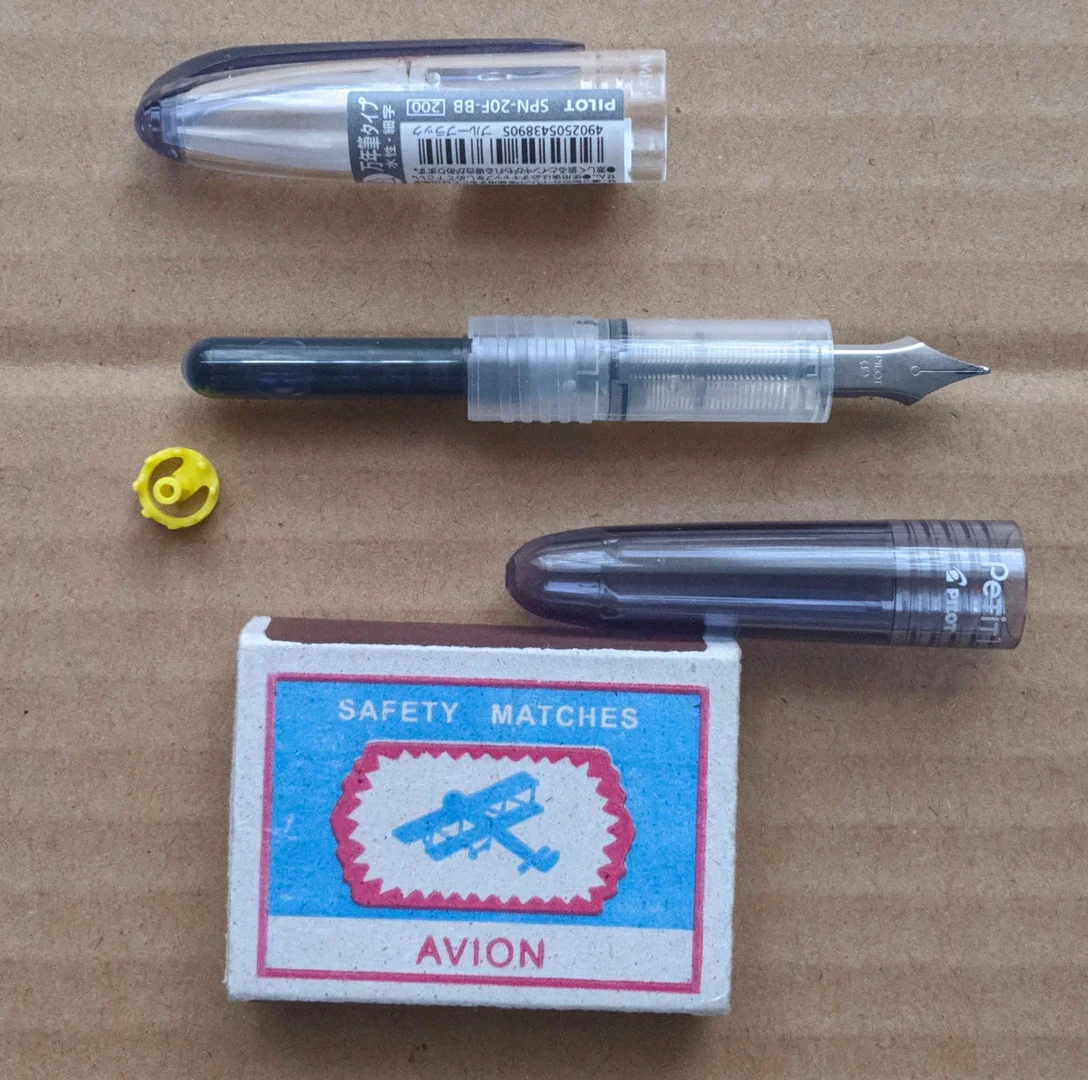 PILOT SPN-20F-BB 200
万年筆タイプ
水性・細字
4902505438905 ブルーブラック
PILOT
<F>
Petit1
PILOT
SAFETY MATCHES
AVION